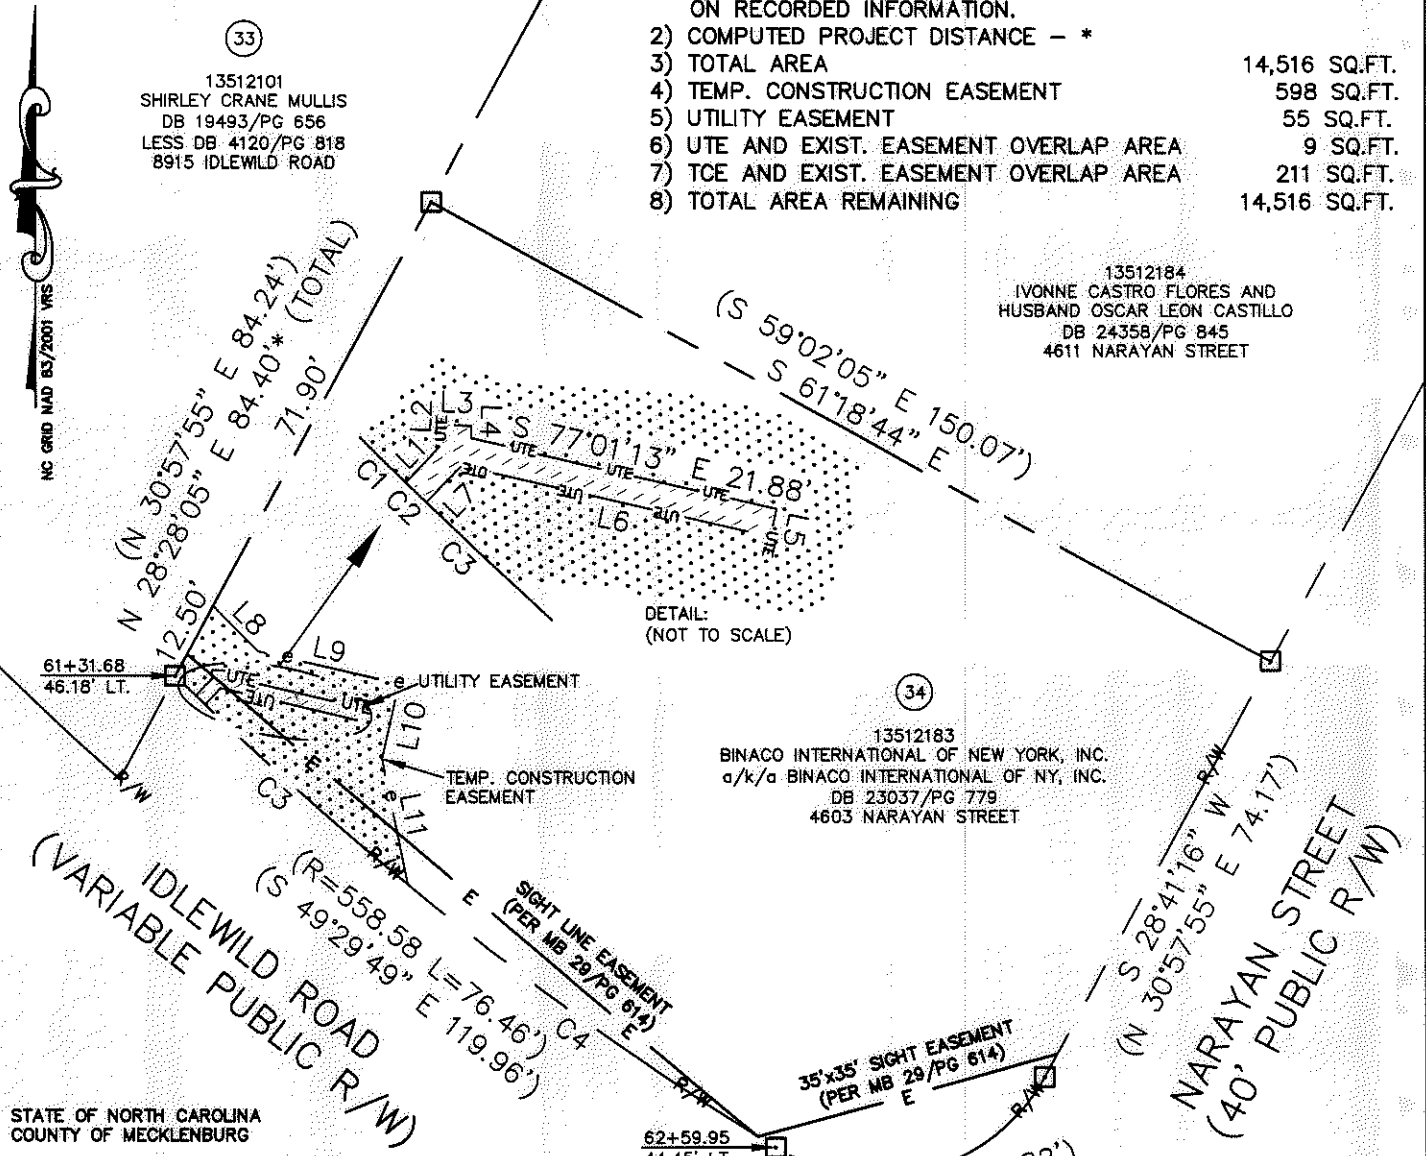 ON RECORDED INFORMATION.
2) COMPUTED PROJECT DISTANCE – *
3) TOTAL AREA 14,516 SQ.FT.
4) TEMP. CONSTRUCTION EASEMENT 598 SQ.FT.
5) UTILITY EASEMENT 55 SQ.FT.
6) UTE AND EXIST. EASEMENT OVERLAP AREA 9 SQ.FT.
7) TCE AND EXIST. EASEMENT OVERLAP AREA 211 SQ.FT.
8) TOTAL AREA REMAINING 14,516 SQ.FT.
33
13512101
SHIRLEY CRANE MULLIS
DB 19493/PG 656
LESS DB 4120/PG 818
8915 IDLEWILD ROAD
NC GRID NAD 83/2001 VRS
13512184
IVONNE CASTRO FLORES AND
HUSBAND OSCAR LEON CASTILLO
DB 24358/PG 845
4611 NARAYAN STREET
(N 30°57'55" E 84.24')
N 28°28'05" E 84.40'* (TOTAL)
71.90'
12.50'
(S 59°02'05" E 150.07')
S 61°18'44" E
L1
L2
UTE
L3
L4
S 77°01'13" E 21.88'
UTE
UTE
UTE
UTE
UTE
UTE
L5
UTE
L6
L7
C1
C2
C3
DETAIL:
(NOT TO SCALE)
61+31.68
46.18' LT.
L8
e
L9
e
UTILITY EASEMENT
UTE
UTE
UTE
L10
TEMP. CONSTRUCTION
EASEMENT
e
L11
E
C3
R/W
R/W
34
13512183
BINACO INTERNATIONAL OF NEW YORK, INC.
a/k/a BINACO INTERNATIONAL OF NY, INC.
DB 23037/PG 779
4603 NARAYAN STREET
R/W
S 28°41'16" W
(N 30°57'55" E 74.17')
NARAYAN STREET
(40' PUBLIC R/W)
IDLEWILD ROAD
(VARIABLE PUBLIC R/W)
(R=558.58 L=76.46')
(S 49°29'49" E 119.96')
C4
E
SIGHT LINE EASEMENT
(PER MB 29/PG 614)
E
R/W
35'x35' SIGHT EASEMENT
(PER MB 29/PG 614)
E
R/W
STATE OF NORTH CAROLINA
COUNTY OF MECKLENBURG
62+59.95